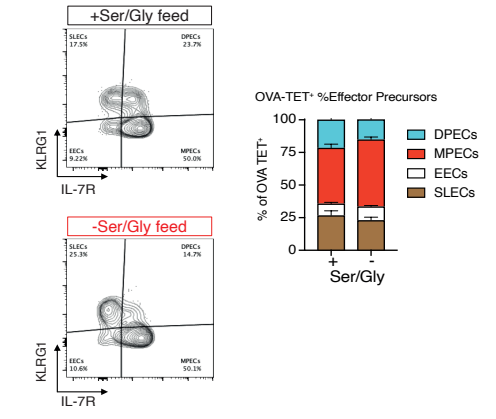 +Ser/Gly feed
SLECs
17.5%
DPECs
23.7%
EECs
9.22%
MPECs
50.0%
KLRG1
IL-7R
-Ser/Gly feed
SLECs
25.3%
DPECs
14.7%
EECs
10.6%
MPECs
50.1%
KLRG1
IL-7R
OVA-TET⁺ %Effector Precursors
% of OVA TET⁺
100
75
50
25
0
+ -
Ser/Gly
DPECs
MPECs
EECs
SLECs